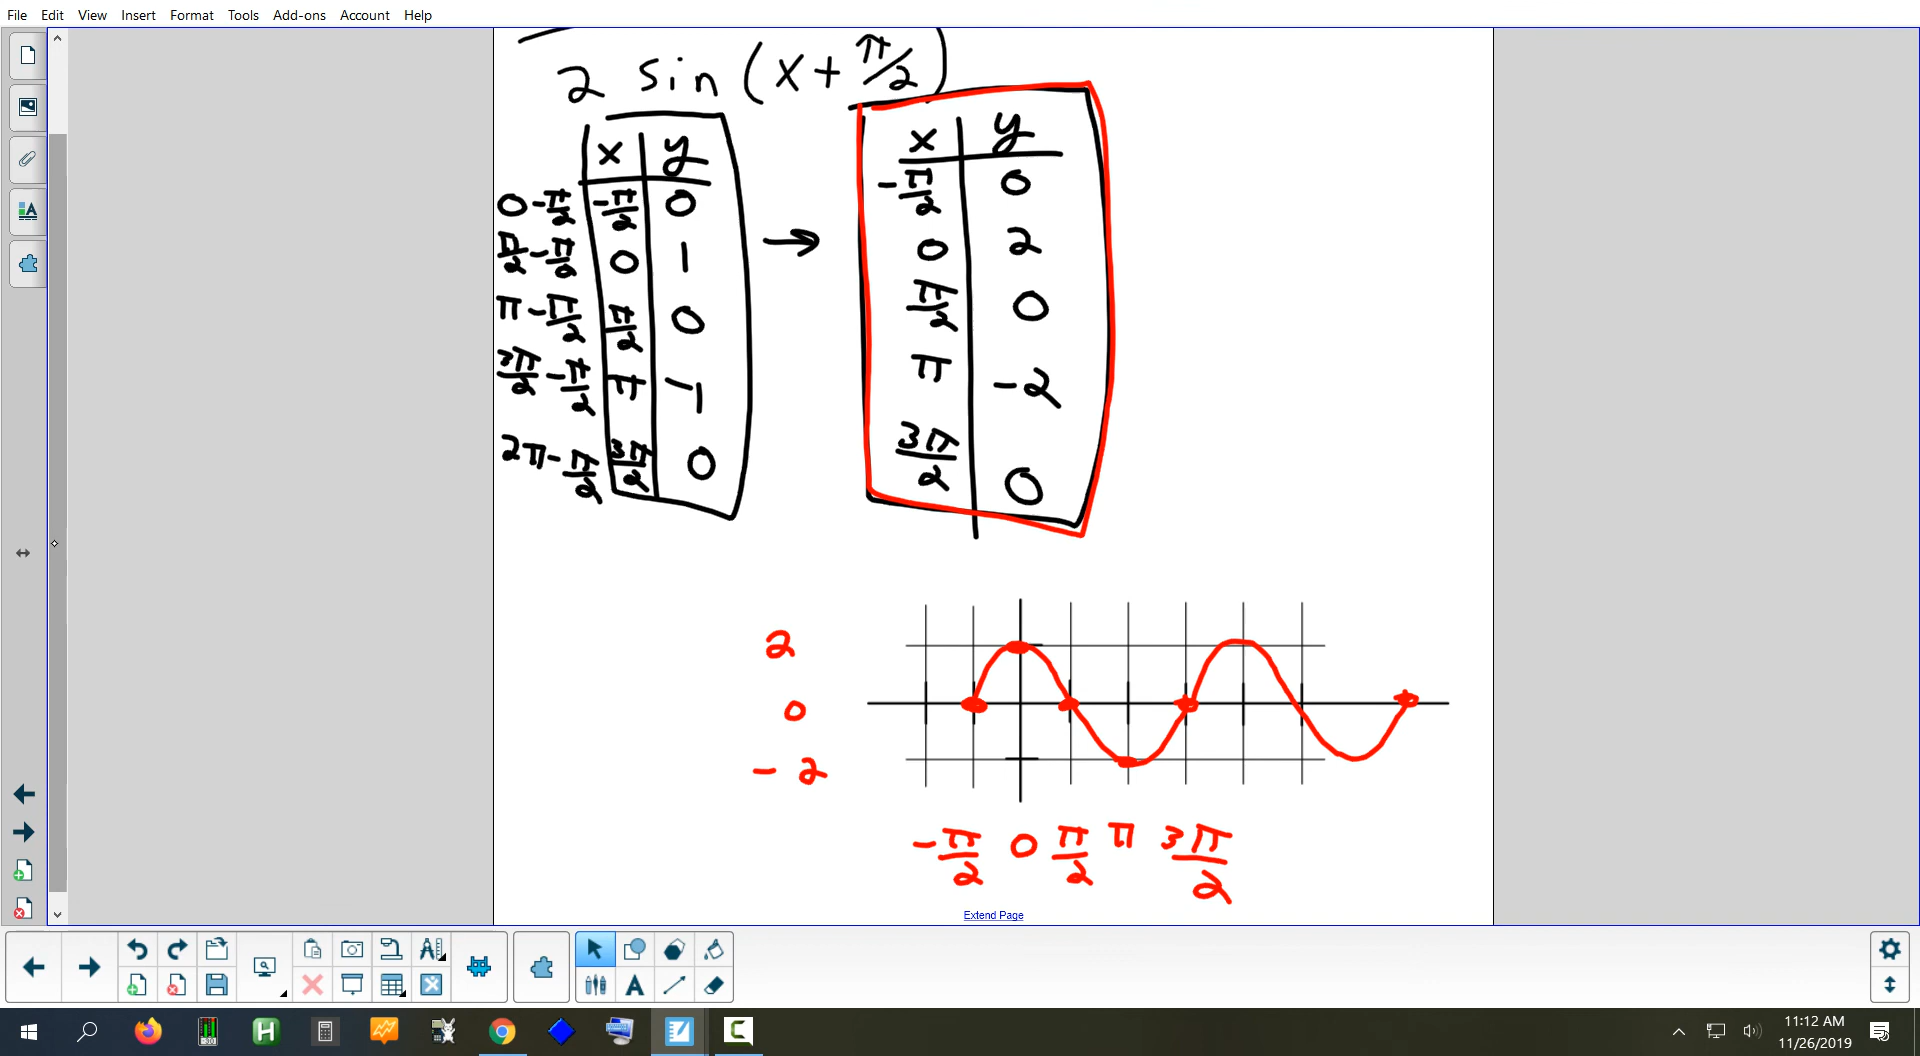 File Edit View Insert Format Tools Add-ons Account Help
2 sin (x + π/2)
x y
0 - π/2 -π/2 0
π/2 - π/2 0 1
π - π/2 π/2 0
3π/2 - π/2 π -1
2π - π/2 3π/2 0
→
x y
-π/2 0
0 2
π/2 0
π -2
3π/2 0
2
0
-2
-π/2 0 π/2 π 3π/2
Extend Page
11:12 AM
11/26/2019